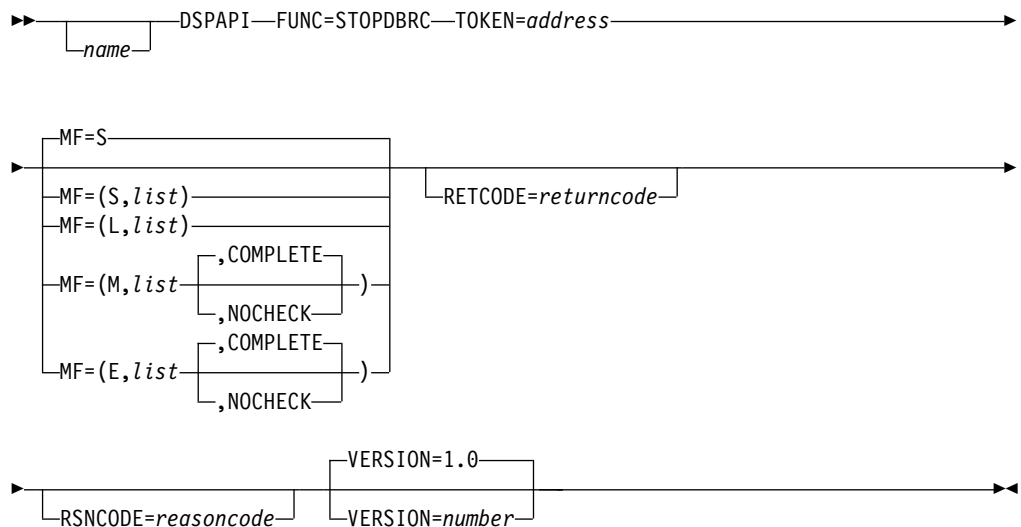 DSPAPI FUNC=STOPDBRC TOKEN=address
name
MF=S
MF=(S,list)
RETCODE=returncode
MF=(L,list)
,COMPLETE
MF=(M,list )
,NOCHECK
,COMPLETE
MF=(E,list )
,NOCHECK
VERSION=1.0
RSNCODE=reasoncode
VERSION=number